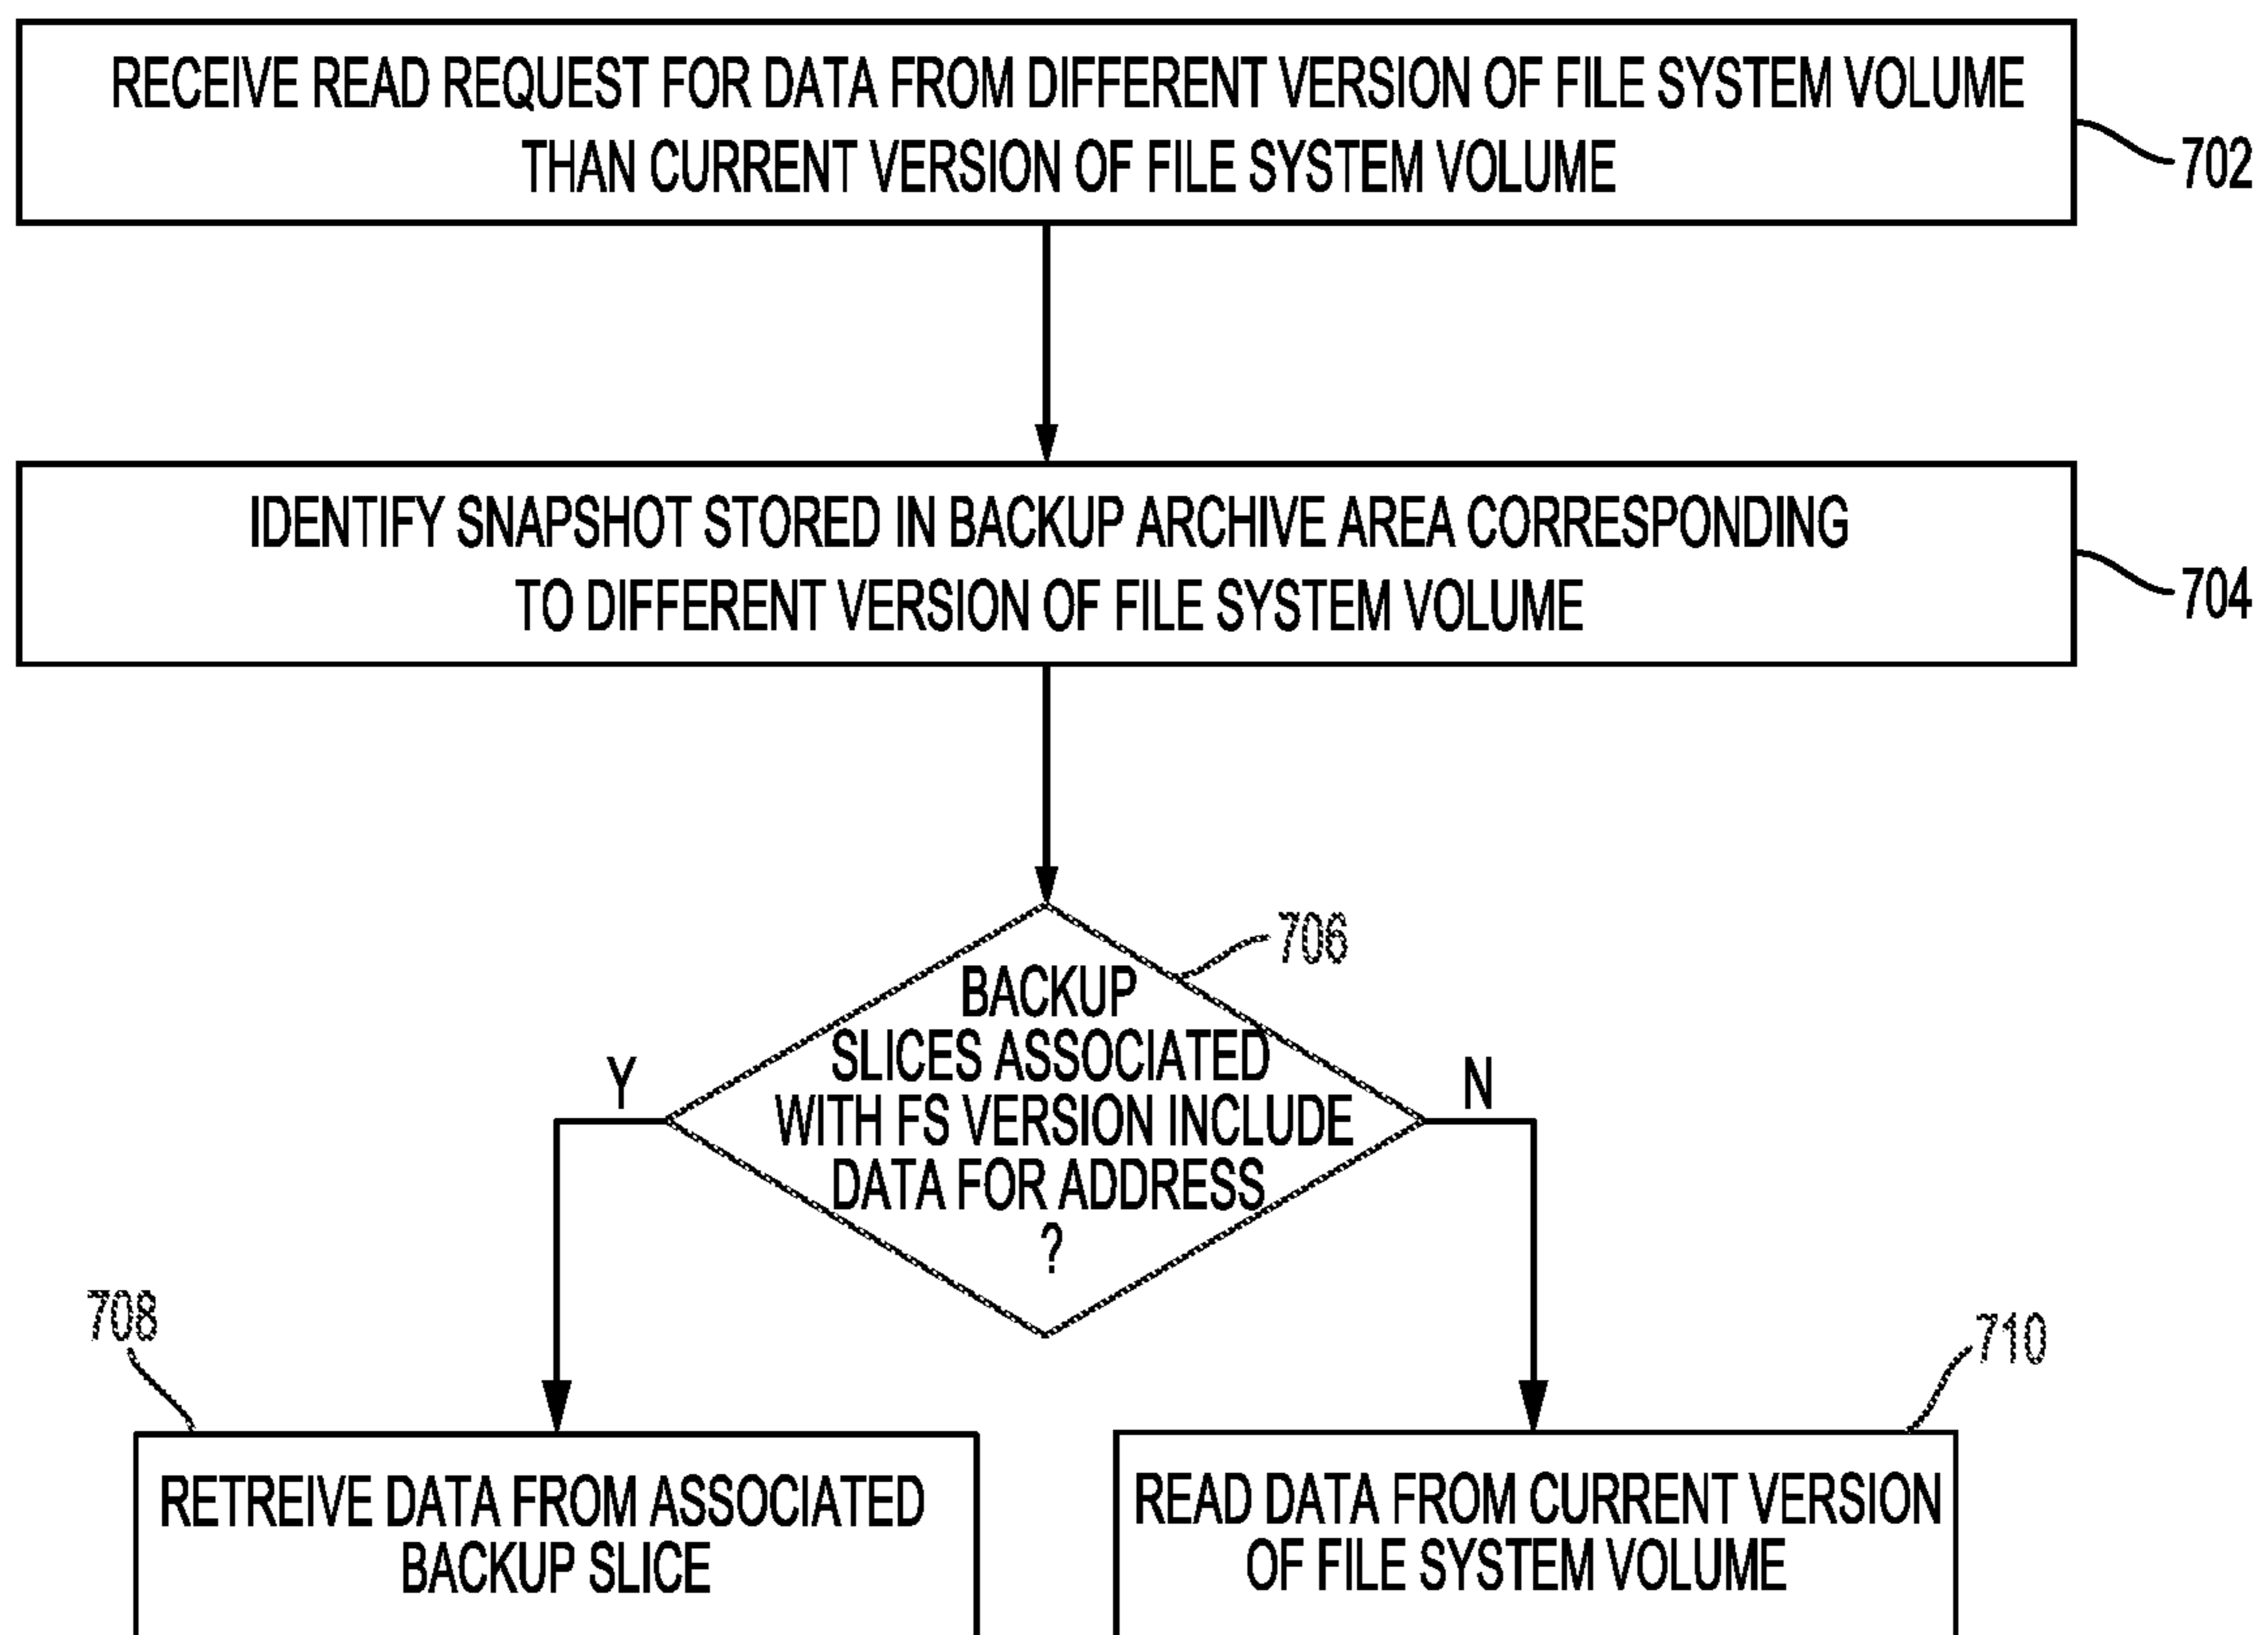 RECEIVE READ REQUEST FOR DATA FROM DIFFERENT VERSION OF FILE SYSTEM VOLUME
THAN CURRENT VERSION OF FILE SYSTEM VOLUME
702
IDENTIFY SNAPSHOT STORED IN BACKUP ARCHIVE AREA CORRESPONDING
TO DIFFERENT VERSION OF FILE SYSTEM VOLUME
704
706
BACKUP
SLICES ASSOCIATED
WITH FS VERSION INCLUDE
DATA FOR ADDRESS
?
Y
N
708
RETREIVE DATA FROM ASSOCIATED
BACKUP SLICE
710
READ DATA FROM CURRENT VERSION
OF FILE SYSTEM VOLUME